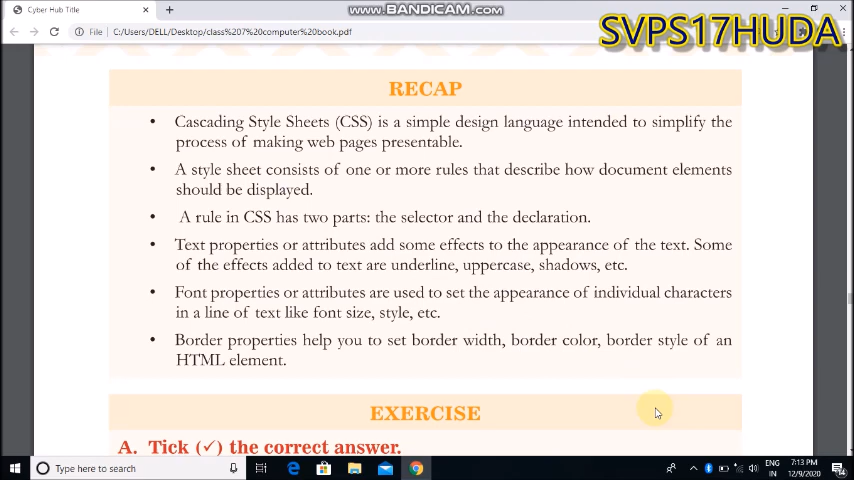 Cyber Hub Title
www.BANDICAM.com
File C:/Users/DELL/Desktop/class%207%20computer%20book.pdf
SVPS17HUDA
RECAP
• Cascading Style Sheets (CSS) is a simple design language intended to simplify the
process of making web pages presentable.
• A style sheet consists of one or more rules that describe how document elements
should be displayed.
• A rule in CSS has two parts: the selector and the declaration.
• Text properties or attributes add some effects to the appearance of the text. Some
of the effects added to text are underline, uppercase, shadows, etc.
• Font properties or attributes are used to set the appearance of individual characters
in a line of text like font size, style, etc.
• Border properties help you to set border width, border color, border style of an
HTML element.
EXERCISE
A. Tick (✓) the correct answer.
Type here to search
ENG
IN
7:13 PM
12/9/2020